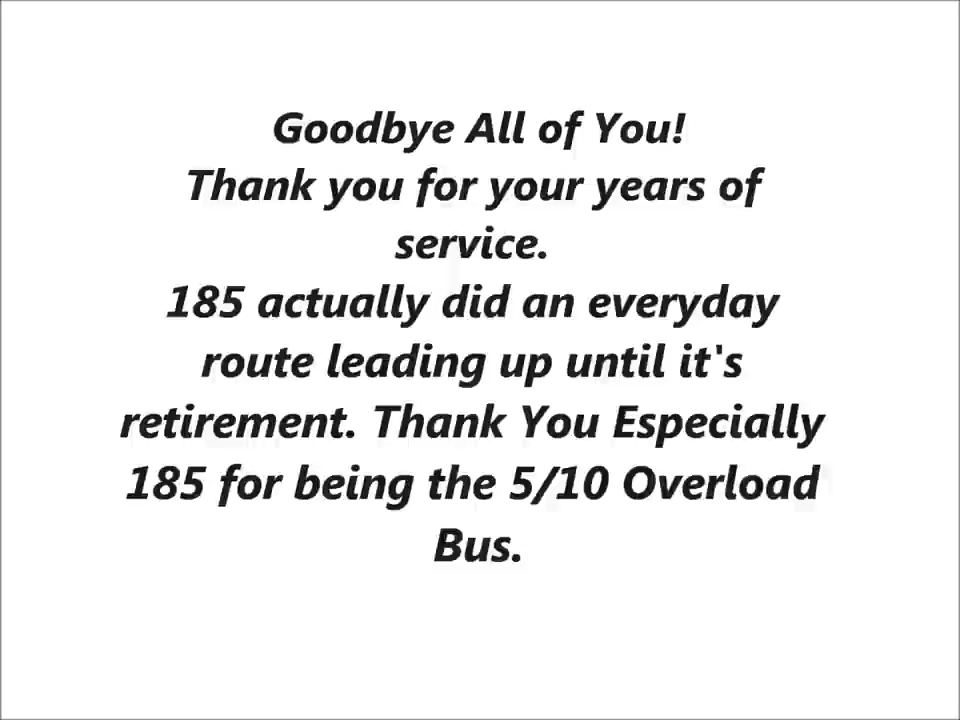 Goodbye All of You!
Thank you for your years of
service.
185 actually did an everyday
route leading up until it's
retirement. Thank You Especially
185 for being the 5/10 Overload
Bus.